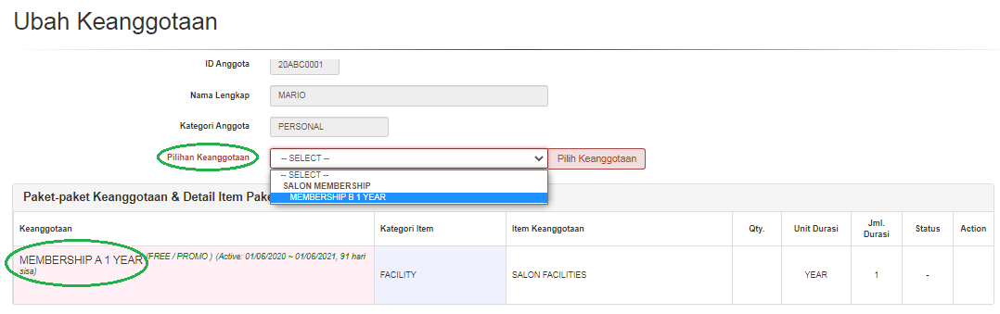 Ubah Keanggotaan
ID Anggota 20ABC0001
Nama Lengkap MARIO
Kategori Anggota PERSONAL
Pilihan Keanggotaan -- SELECT -- Pilih Keanggotaan
-- SELECT --
SALON MEMBERSHIP
MEMBERSHIP B 1 YEAR
Paket-paket Keanggotaan & Detail Item
Keanggotaan Kategori Item Item Keanggotaan Qty. Unit Durasi Jml. Durasi Status Action
MEMBERSHIP A 1 YEAR (FREE / PROMO ) (Active: 01/06/2020 ~ 01/06/2021, 91 hari
sisa)
FACILITY SALON FACILITIES YEAR 1 -